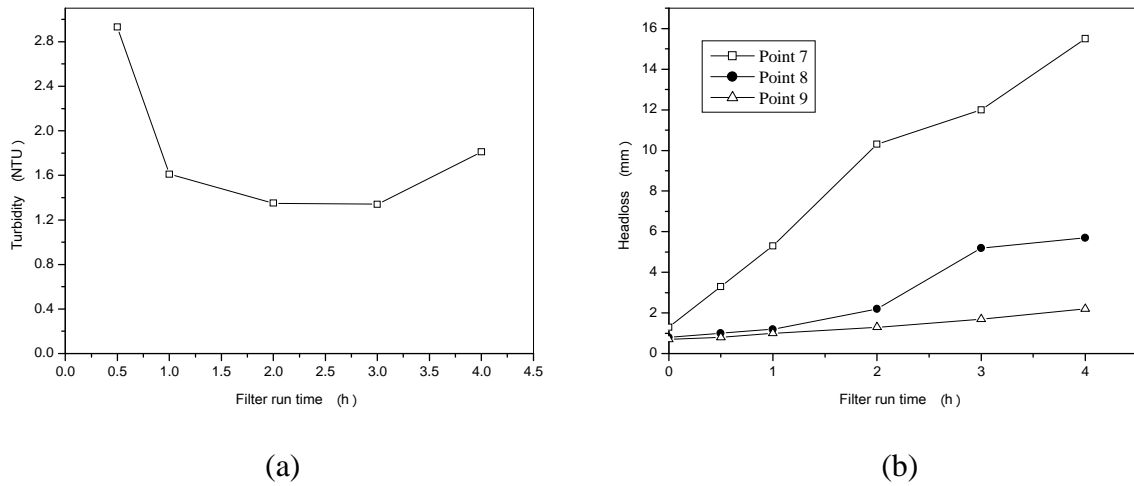 2.8
2.4
2.0
1.6
1.2
0.8
0.4
0.0
Turbidity (NTU)
0.0 0.5 1.0 1.5 2.0 2.5 3.0 3.5 4.0 4.5
Filter run time (h)
(a)
16
14
12
10
8
6
4
2
0
Headloss (mm)
Point 7
Point 8
Point 9
0 1 2 3 4
Filter run time (h)
(b)